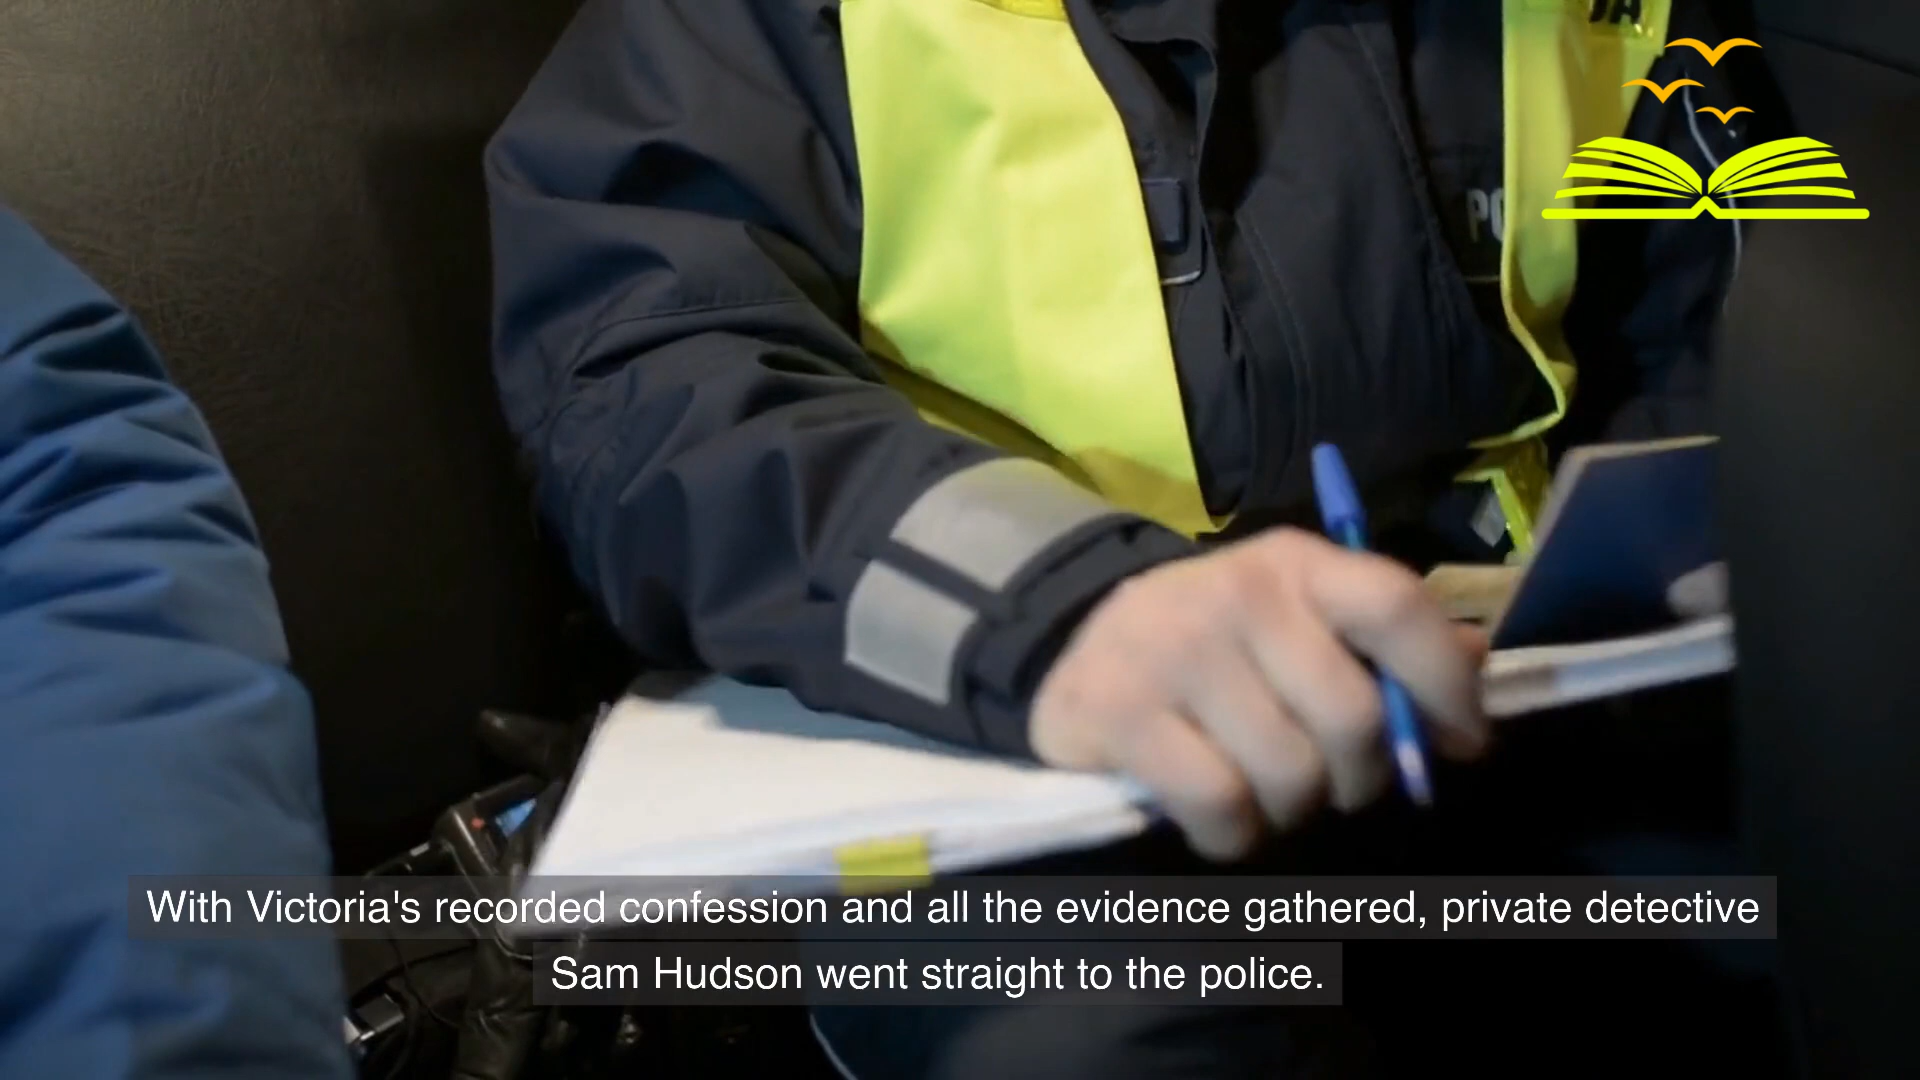 With Victoria's recorded confession and all the evidence gathered, private detective
Sam Hudson went straight to the police.